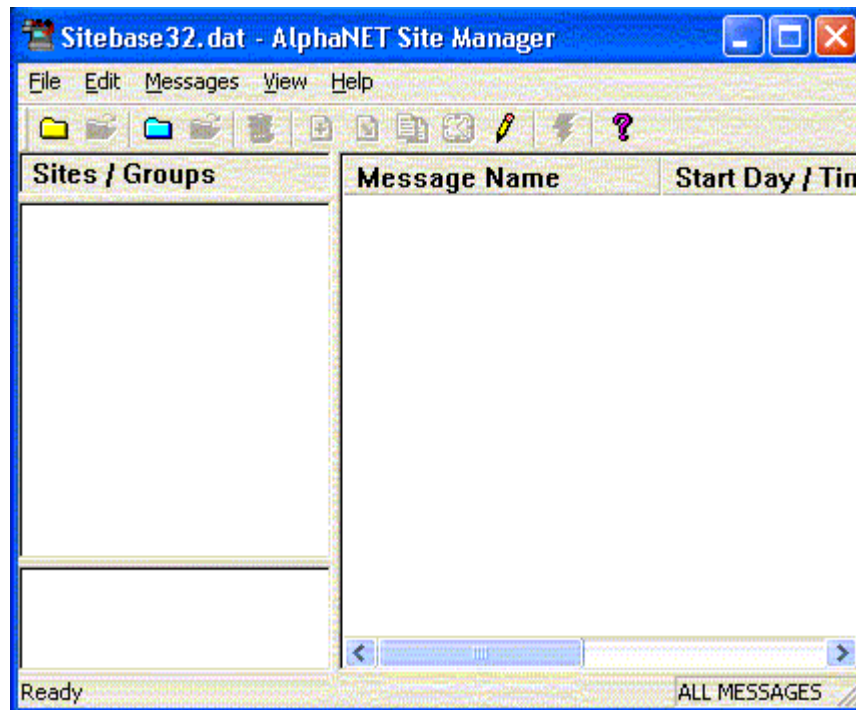 Sitebase32.dat - AlphaNET Site Manager
File Edit Messages View Help
Sites / Groups
Message Name Start Day / Tin
Ready ALL MESSAGES